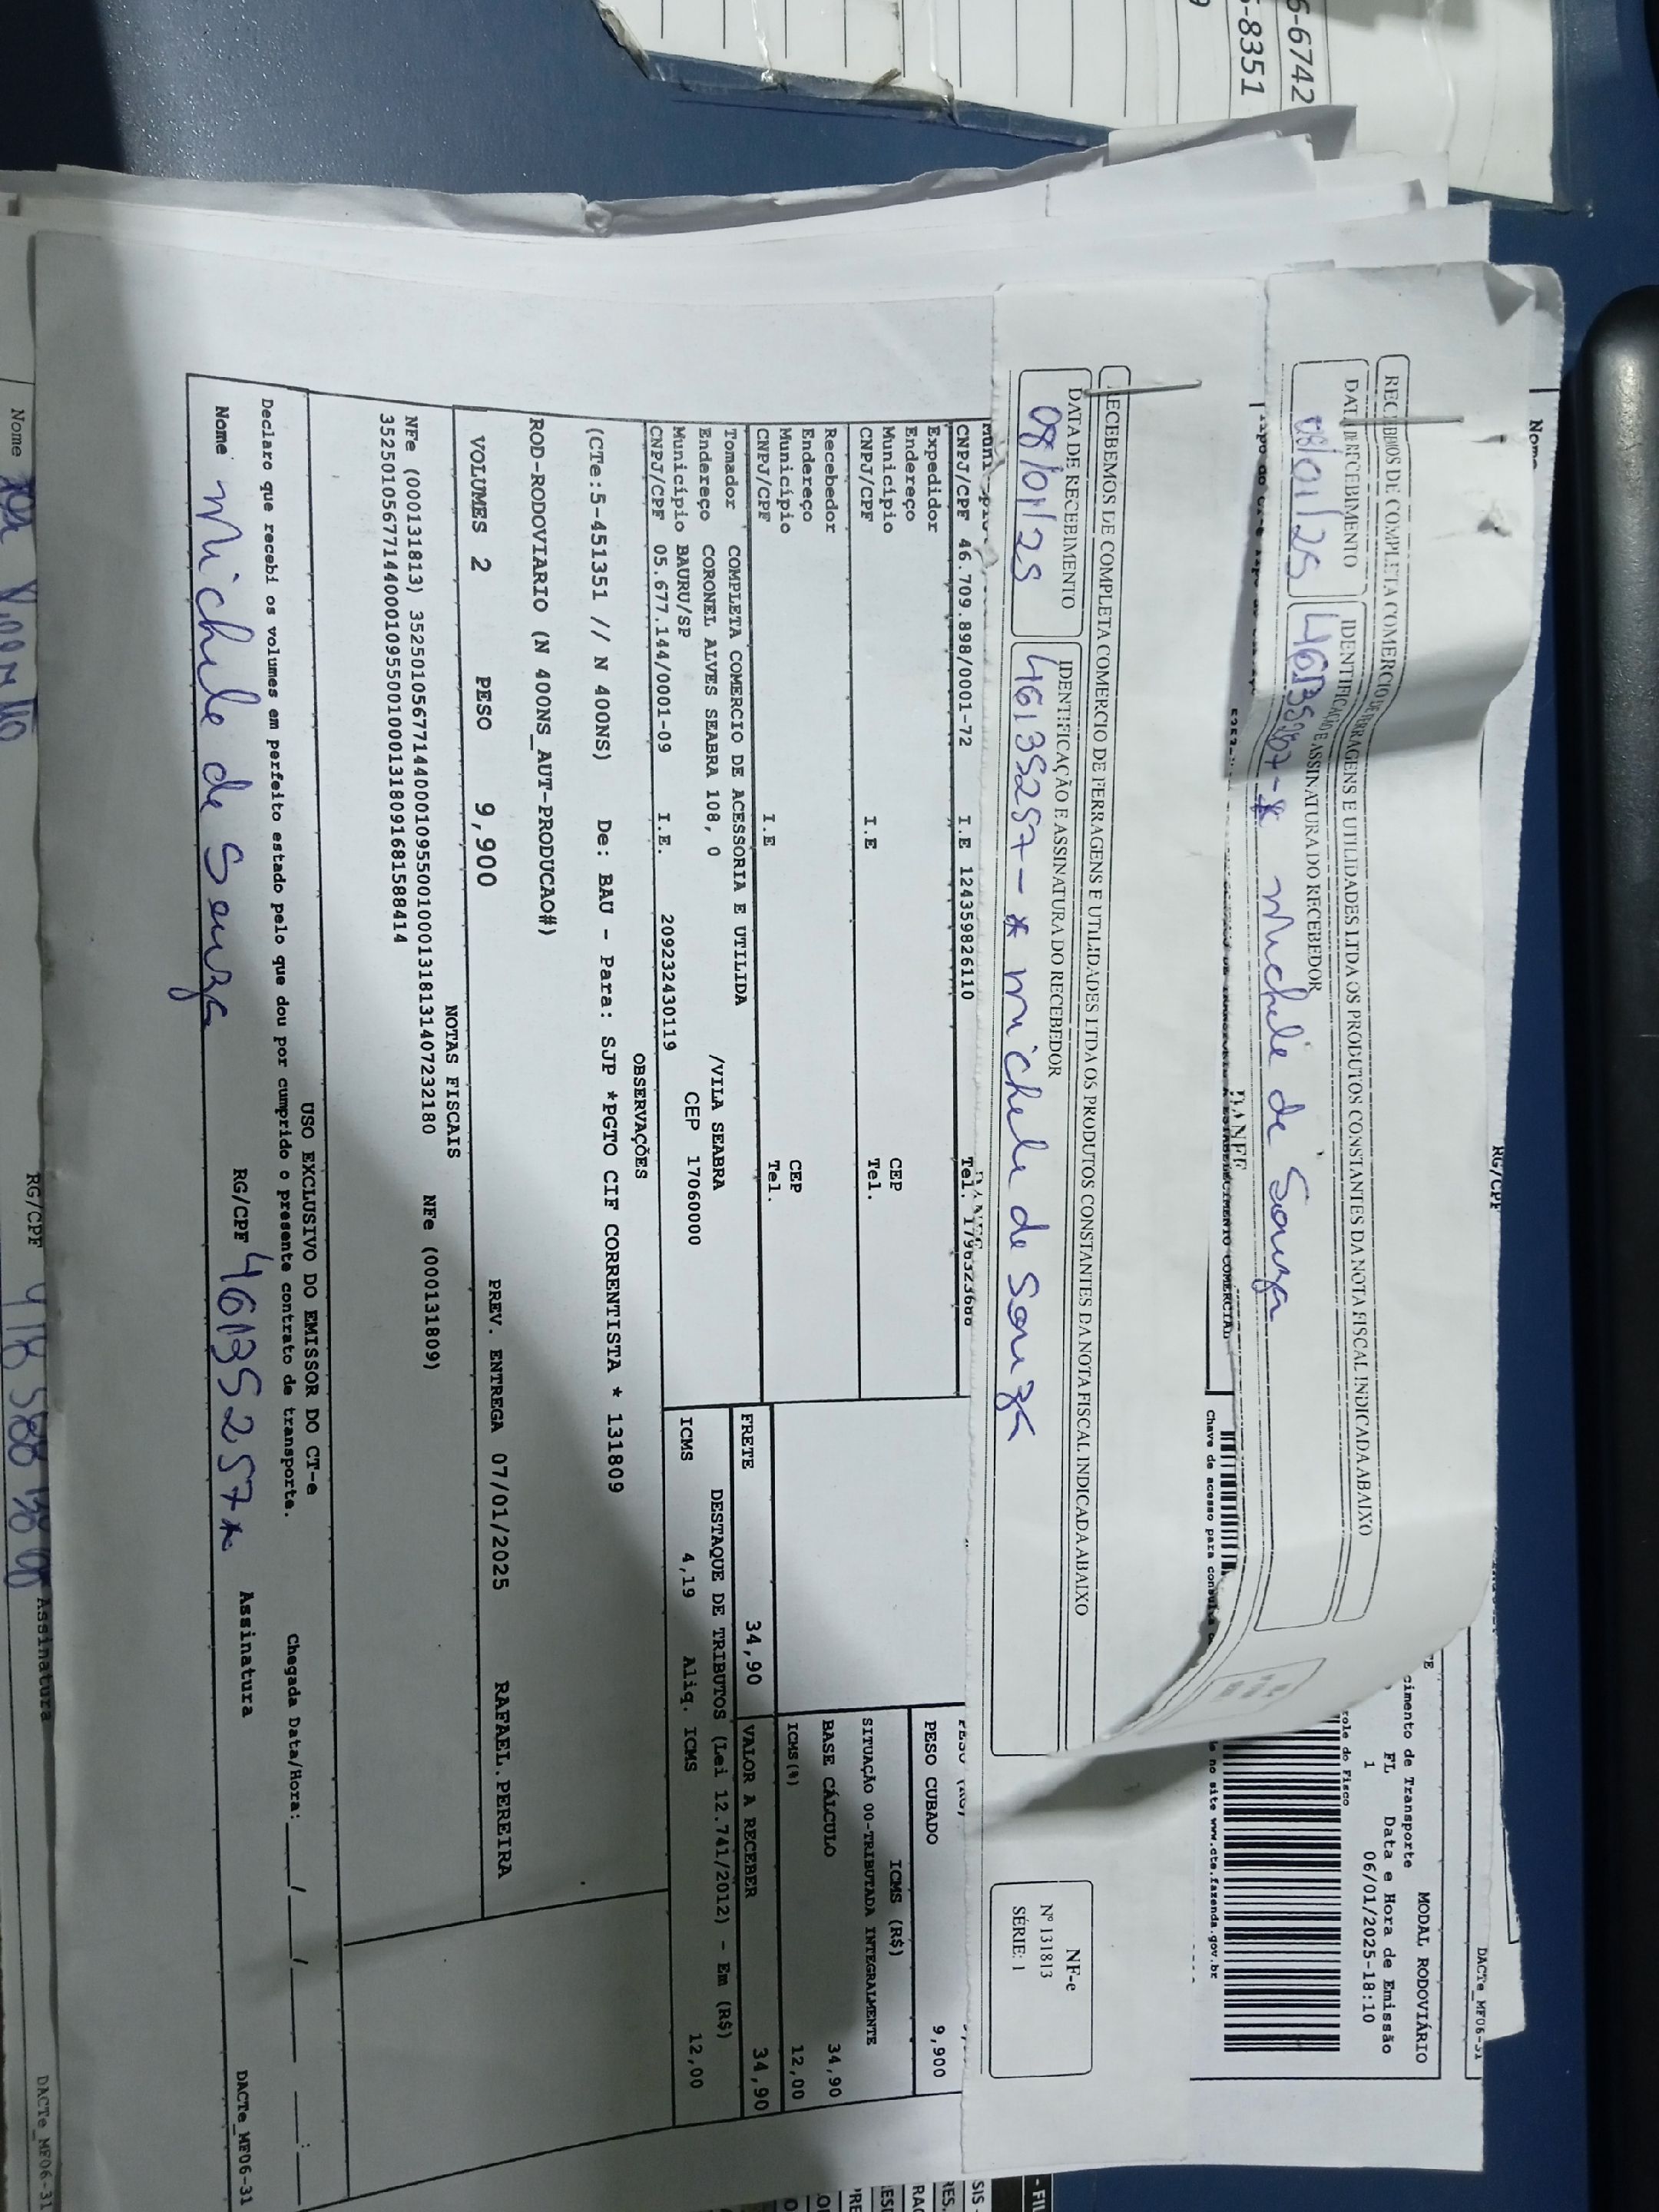 6-6742
-8351
RG/CPF
DACTe_MF06-31
MODAL RODOVIÁRIO
cimento de Transporte
FL Data e Hora de Emissão
1 06/01/2025-18:10
role do Fisco
Chave de acesso para consulta
no site www.cte.fazenda.gov.br
RECEBEMOS DE COMPLETA COMERCIO DE FERRAGENS E UTILIDADES LTDA OS PRODUTOS CONSTANTES DA NOTA FISCAL INDICADA ABAIXO
DATA DE RECEBIMENTO IDENTIFICAÇÃO E ASSINATURA DO RECEBEDOR
08/01/25 Michele de Souza
DANFE
RECEBEMOS DE COMPLETA COMERCIO DE FERRAGENS E UTILIDADES LTDA OS PRODUTOS CONSTANTES DA NOTA FISCAL INDICADA ABAIXO
DATA DE RECEBIMENTO IDENTIFICAÇÃO E ASSINATURA DO RECEBEDOR
08/01/25 461395257-* Michele de Souza
NF-e
Nº 131813
SÉRIE: 1
CNPJ/CPF 46.709.898/0001-72 I.E 124359826110 Tel.
Expedidor
Endereço
Município CEP
CNPJ/CPF I.E Tel.
Recebedor
Endereço
Município CEP
CNPJ/CPF I.E Tel.
PESO CUBADO 9,900
ICMS (R$)
SITUAÇÃO 00-TRIBUTADA INTEGRALMENTE
BASE CÁLCULO 34,90
ICMS(%) 12,00
Tomador COMPLETA COMERCIO DE ACESSORIA E UTILIDA
Endereço CORONEL ALVES SEABRA 108, 0 /VILA SEABRA
Município BAURU/SP CEP 17060000
CNPJ/CPF 05.677.144/0001-09 I.E. 209232430119
FRETE 34,90 VALOR A RECEBER 34,90
DESTAQUE DE TRIBUTOS (Lei 12.741/2012) - Em (R$)
ICMS 4,19 Aliq. ICMS 12,00
OBSERVAÇÕES
(CTe:5-451351 // N 400NS) De: BAU - Para: SJP *PGTO CIF CORRENTISTA * 131809
ROD-RODOVIARIO (N 400NS_AUT-PRODUCAO#)
VOLUMES 2 PESO 9,900 PREV. ENTREGA 07/01/2025 RAFAEL.PEREIRA
NOTAS FISCAIS
NFe (000131813) 35250105677144000109550010001318131407232180 NFe (000131809)
35250105677144000109550010001318091681588414
USO EXCLUSIVO DO EMISSOR DO CT-e
Declaro que recebi os volumes em perfeito estado pelo que dou por cumprido o presente contrato de transporte. Chegada Data/Hora: / / :
Nome Michele de Souza RG/CPF 461395257* Assinatura DACTe_MF06-31
Nome RG/CPF Assinatura DACTe_MF06-31